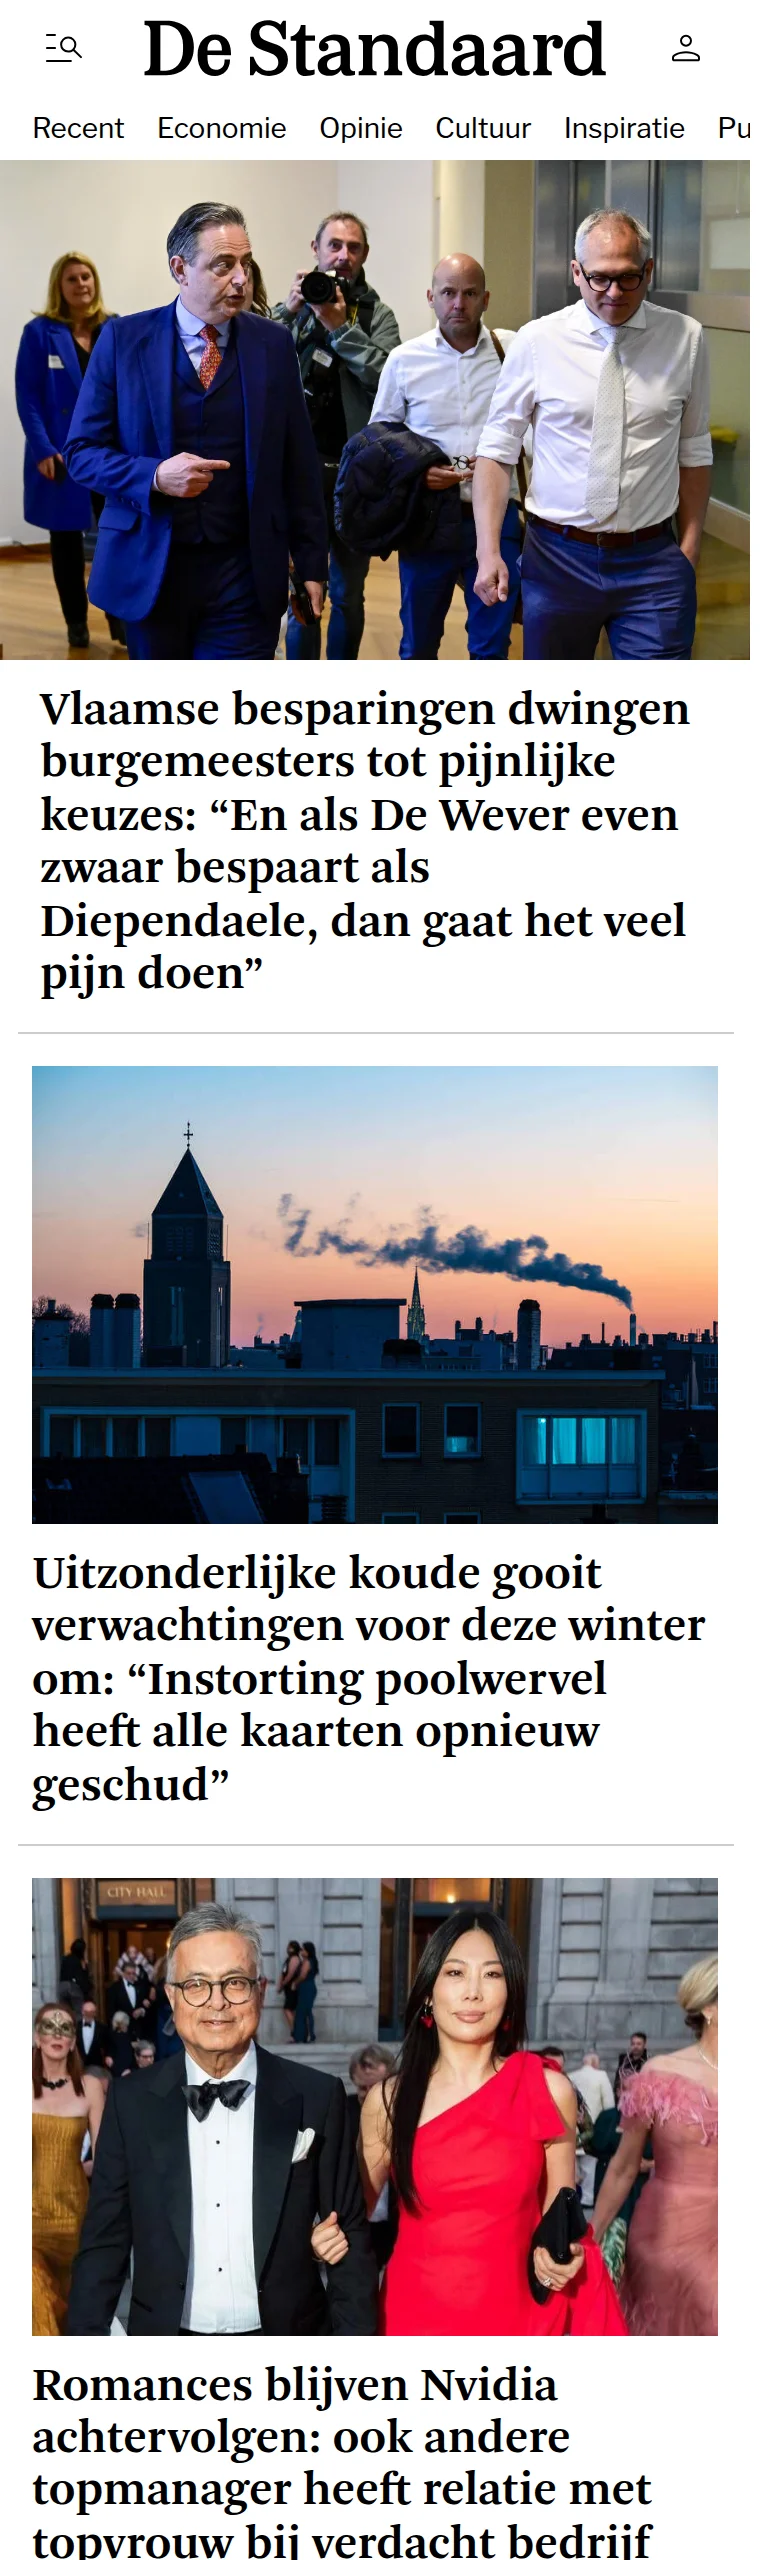 De Standaard
Recent Economie Opinie Cultuur Inspiratie Pu
Vlaamse besparingen dwingen
burgemeesters tot pijnlijke
keuzes: “En als De Wever even
zwaar bespaart als
Diependaele, dan gaat het veel
pijn doen”
Uitzonderlijke koude gooit
verwachtingen voor deze winter
om: “Instorting poolwervel
heeft alle kaarten opnieuw
geschud”
CITY HALL
Romances blijven Nvidia
achtervolgen: ook andere
topmanager heeft relatie met
topvrouw bij verdacht bedrijf